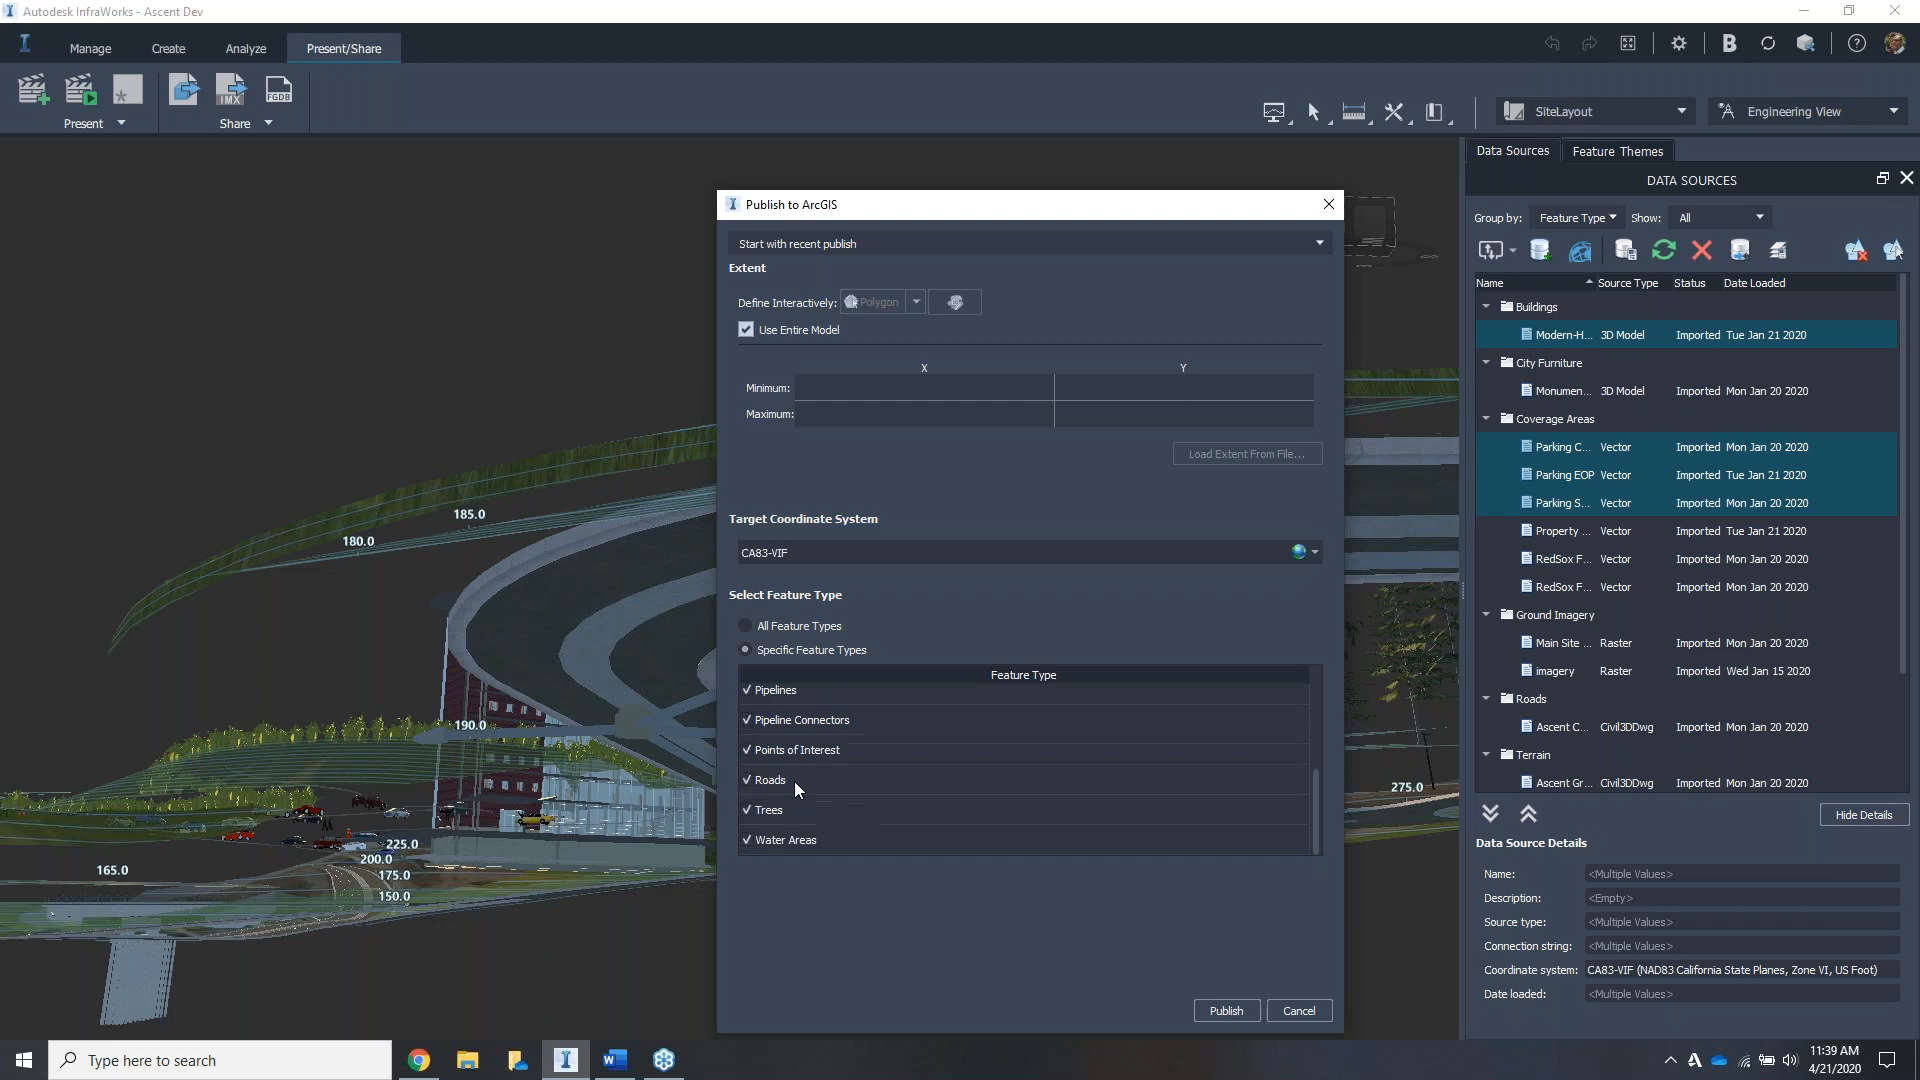 Autodesk InfraWorks - Ascent Dev
Manage
Create
Analyze
Present/Share
IMX
FGDB
Present
Share
SiteLayout
Engineering View
Data Sources
Feature Themes
DATA SOURCES
Group by:
Feature Type
Show:
All
Name
Source Type
Status
Date Loaded
Buildings
Modern-H... 3D Model Imported Tue Jan 21 2020
City Furniture
Monumen... 3D Model Imported Mon Jan 20 2020
Coverage Areas
Parking C... Vector Imported Mon Jan 20 2020
Parking EOP Vector Imported Tue Jan 21 2020
Parking S... Vector Imported Mon Jan 20 2020
Property ... Vector Imported Tue Jan 21 2020
RedSox F... Vector Imported Mon Jan 20 2020
RedSox F... Vector Imported Mon Jan 20 2020
Ground Imagery
Main Site ... Raster Imported Mon Jan 20 2020
imagery Raster Imported Wed Jan 15 2020
Roads
Ascent C... Civil3DDwg Imported Mon Jan 20 2020
Terrain
Ascent Gr... Civil3DDwg Imported Mon Jan 20 2020
Hide Details
Data Source Details
Name: <Multiple Values>
Description: <Empty>
Source type: <Multiple Values>
Connection string: <Multiple Values>
Coordinate system: CA83-VIF (NAD83 California State Planes, Zone VI, US Foot)
Date loaded: <Multiple Values>
Publish to ArcGIS
Start with recent publish
Extent
Define Interactively: Polygon
Use Entire Model
X
Y
Minimum:
Maximum:
Load Extent From File...
Target Coordinate System
CA83-VIF
Select Feature Type
All Feature Types
Specific Feature Types
Feature Type
Pipelines
Pipeline Connectors
Points of Interest
Roads
Trees
Water Areas
Publish
Cancel
185.0
180.0
190.0
165.0
225.0
200.0
175.0
150.0
275.0
Type here to search
11:39 AM
4/21/2020